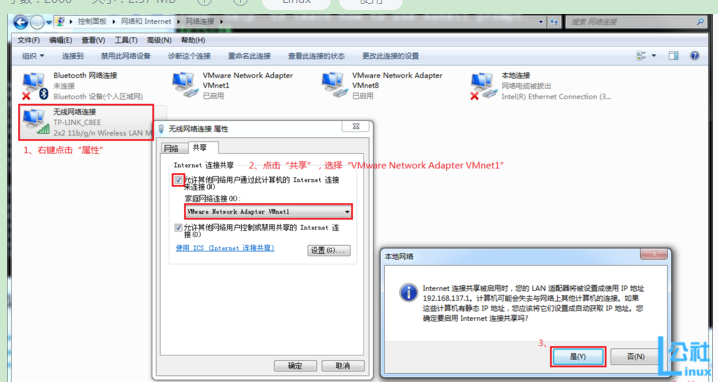 字数：2600 大小：2.57 MB
Linux
使用
控制面板 ▸ 网络和 Internet ▸ 网络连接 ▸
搜索 网络连接
文件(F) 编辑(E) 查看(V) 工具(T) 高级(N) 帮助(H)
组织 连接到 禁用此网络设备 诊断这个连接 重命名此连接 查看此连接的状态 更改此连接的设置
Bluetooth 网络连接
未连接
Bluetooth 设备(个人区域网)
VMware Network Adapter
VMnet1
已启用
VMware Network Adapter
VMnet8
已启用
本地连接
网络电缆被拔出
Intel(R) Ethernet Connection (3...
无线网络连接
TP-LINK_C8EE
2x2 11b/g/n Wireless LAN M
1、右键点击“属性”
无线网络连接 属性
网络 共享
Internet 连接共享
2、点击“共享”，选择“VMware Network Adapter VMnet1”
允许其他网络用户通过此计算机的 Internet 连接
来连接(N)
家庭网络连接(H):
VMware Network Adapter VMnet1
允许其他网络用户控制或禁用共享的 Internet 连
接(O)
使用 ICS (Internet 连接共享)
设置(G)...
确定 取消
本地网络
Internet 连接共享被启用时，您的 LAN 适配器将被设置成使用 IP 地址
192.168.137.1。计算机可能会失去与网络上其他计算机的连接。如果
这些计算机有静态 IP 地址，您应该将它们设置成自动获取 IP 地址。您
确定要启用 Internet 连接共享吗?
3、
是(Y) 否(N)
公社
Linux